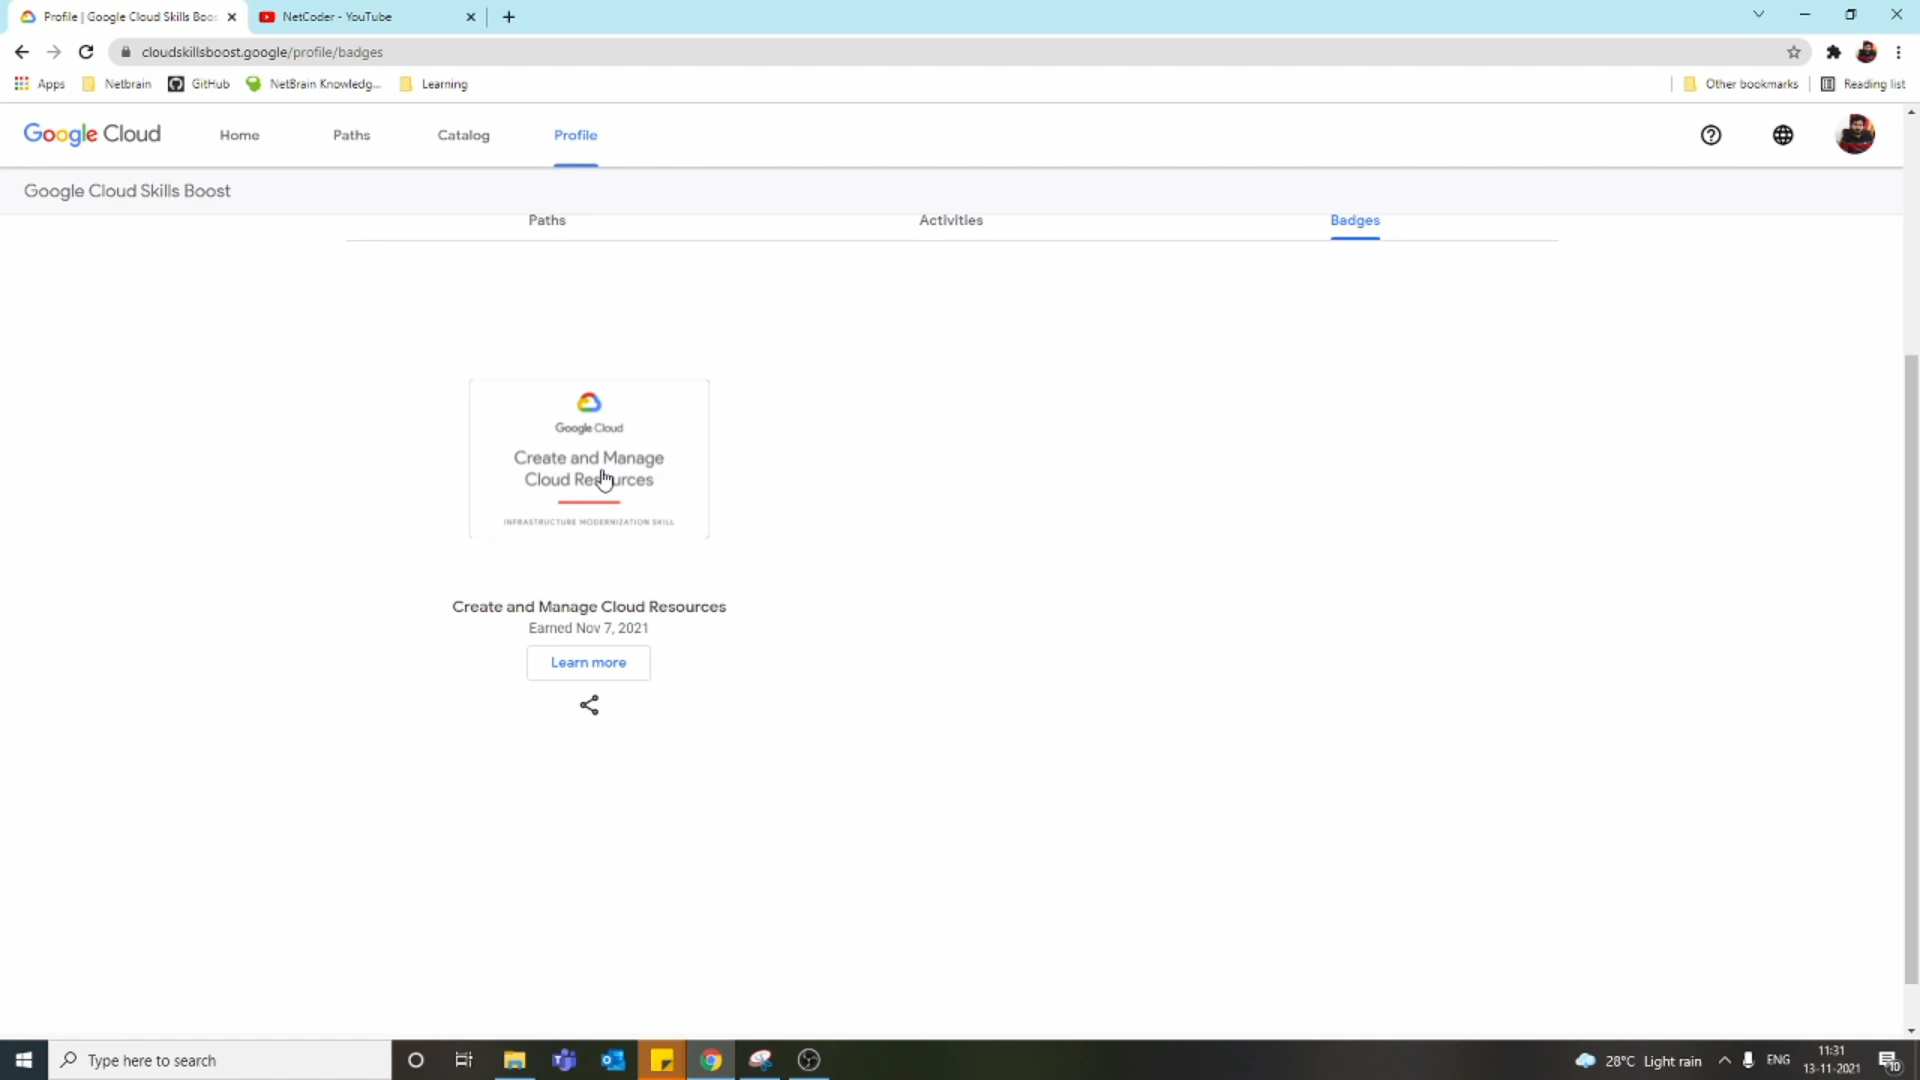 Profile | Google Cloud Skills Boos
NetCoder - YouTube
cloudskillsboost.google/profile/badges
Apps
Netbrain
GitHub
NetBrain Knowledg...
Learning
Other bookmarks
Reading list
Google Cloud
Home
Paths
Catalog
Profile
Google Cloud Skills Boost
Paths
Activities
Badges
Google Cloud
Create and Manage
Cloud Resources
INFRASTRUCTURE MODERNIZATION SKILL
Create and Manage Cloud Resources
Earned Nov 7, 2021
Learn more
Type here to search
28°C Light rain
ENG
11:31
13-11-2021
10